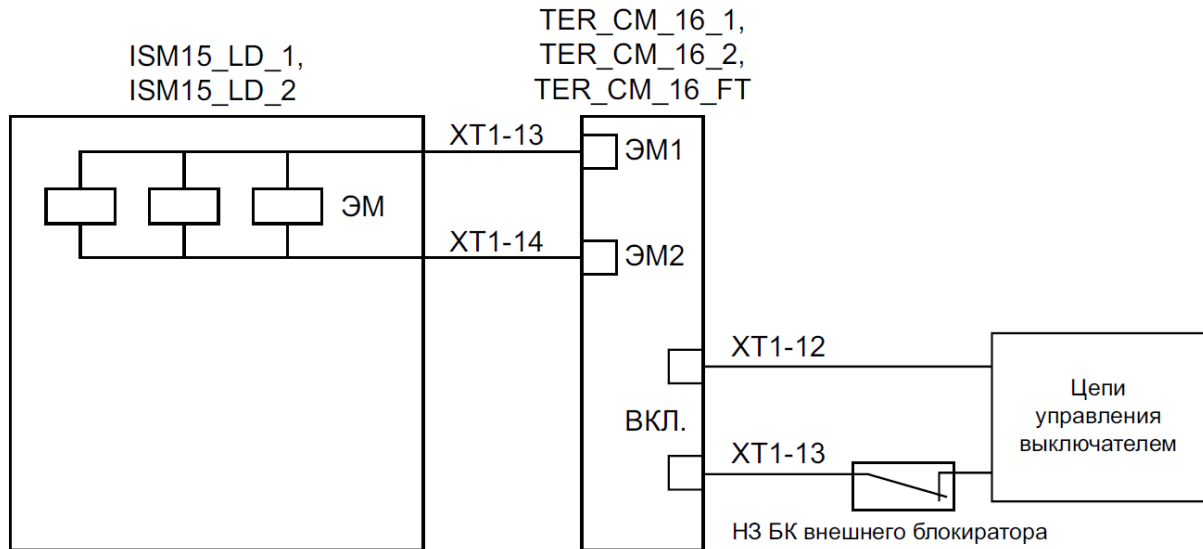 TER_CM_16_1,
TER_CM_16_2,
TER_CM_16_FT
ISM15_LD_1,
ISM15_LD_2
XT1-13
ЭМ1
ЭМ
XT1-14
ЭМ2
XT1-12
ВКЛ.
XT1-13
Цепи
управления
выключателем
НЗ БК внешнего блокиратора